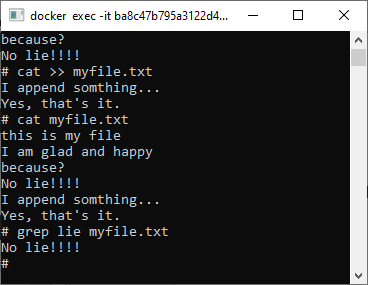 docker exec -it ba8c47b795a3122d4...
because?
No lie!!!!
# cat >> myfile.txt
I append somthing...
Yes, that's it.
# cat myfile.txt
this is my file
I am glad and happy
because?
No lie!!!!
I append somthing...
Yes, that's it.
# grep lie myfile.txt
No lie!!!!
#